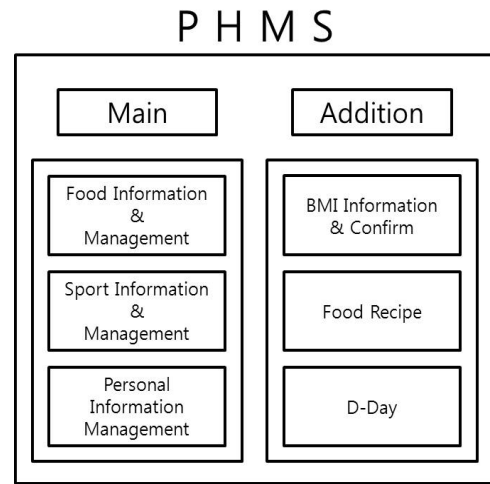 P H M S
Main
Addition
Food Information
&
Management
Sport Information
&
Management
Personal
Information
Management
BMI Information
& Confirm
Food Recipe
D-Day